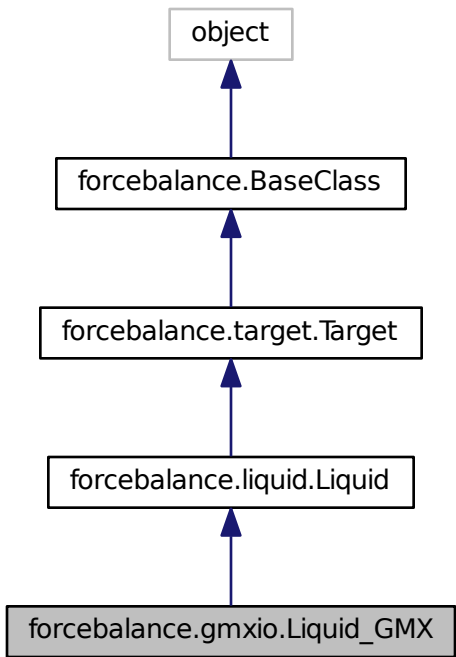 object
forcebalance.BaseClass
forcebalance.target.Target
forcebalance.liquid.Liquid
forcebalance.gmxio.Liquid_GMX